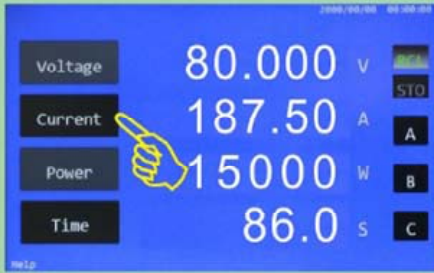 2000/00/00 00:00:00
Voltage 80.000 V RCL
STO
Current 187.50 A A
Power 15000 W B
Time 86.0 S C
Help